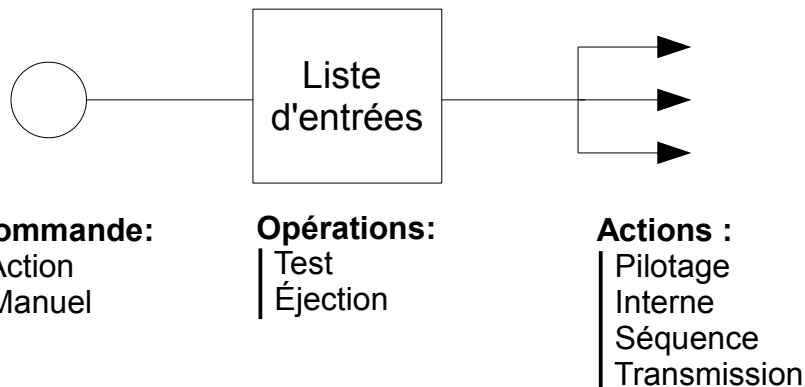 Liste
d'entrées
ommande:
Action
Manuel
Opérations:
Test
Éjection
Actions :
Pilotage
Interne
Séquence
Transmission